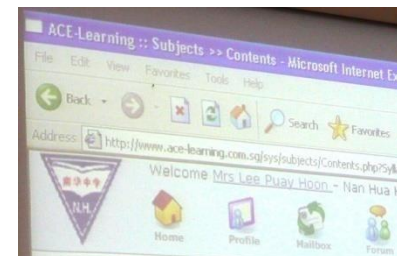 ACE-Learning :: Subjects >> Contents - Microsoft Internet Ex
File Edit View Favorites Tools Help
Back Search Favorites
Address http://www.ace-learning.com.sg/sys/subjects/Contents.php?Syll
Welcome Mrs Lee Puay Hoon - Nan Hua H
N.H.
Home Profile Mailbox Forum